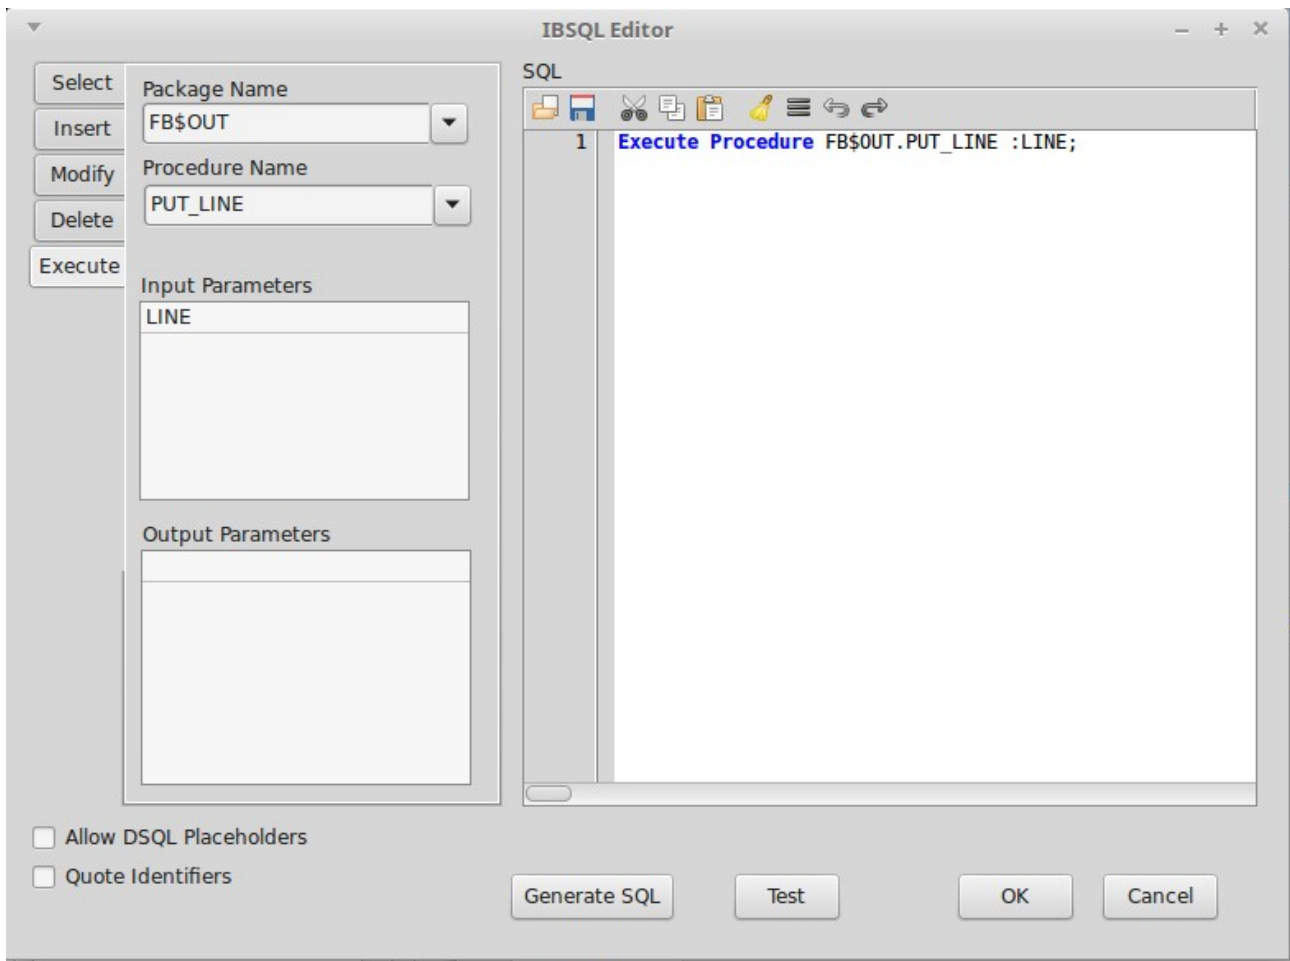 IBSQL Editor
Select
Insert
Modify
Delete
Execute
Package Name
FB$OUT
Procedure Name
PUT_LINE
Input Parameters
LINE
Output Parameters
SQL
1 Execute Procedure FB$OUT.PUT_LINE :LINE;
Allow DSQL Placeholders
Quote Identifiers
Generate SQL
Test
OK
Cancel